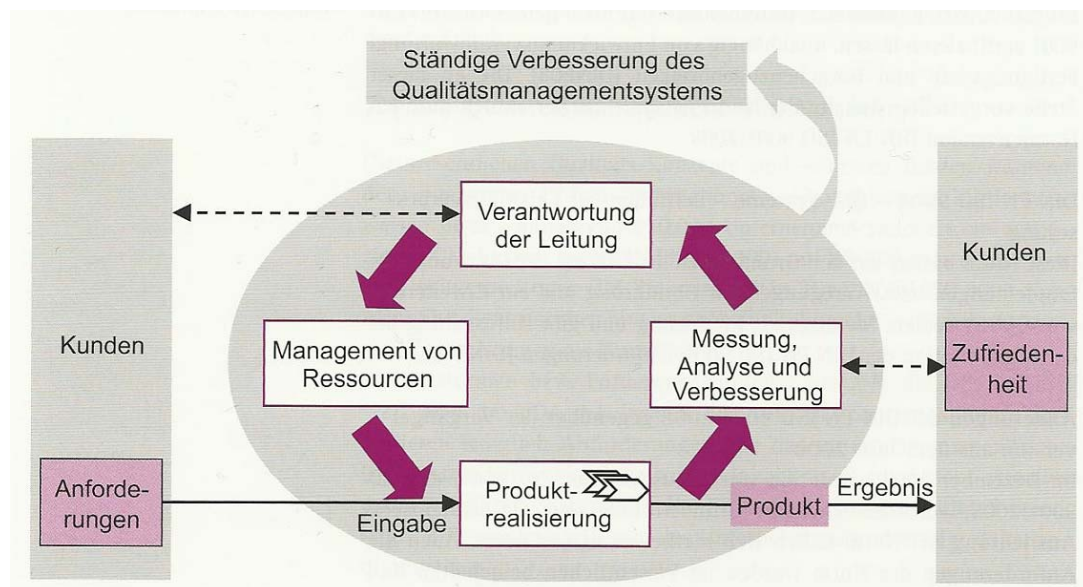 Ständige Verbesserung des
Qualitätsmanagementsystems
Verantwortung
der Leitung
Kunden
Kunden
Management von
Ressourcen
Messung,
Analyse und
Verbesserung
Zufrieden-
heit
Anforde-
rungen
Eingabe
Produkt-
realisierung
Produkt
Ergebnis